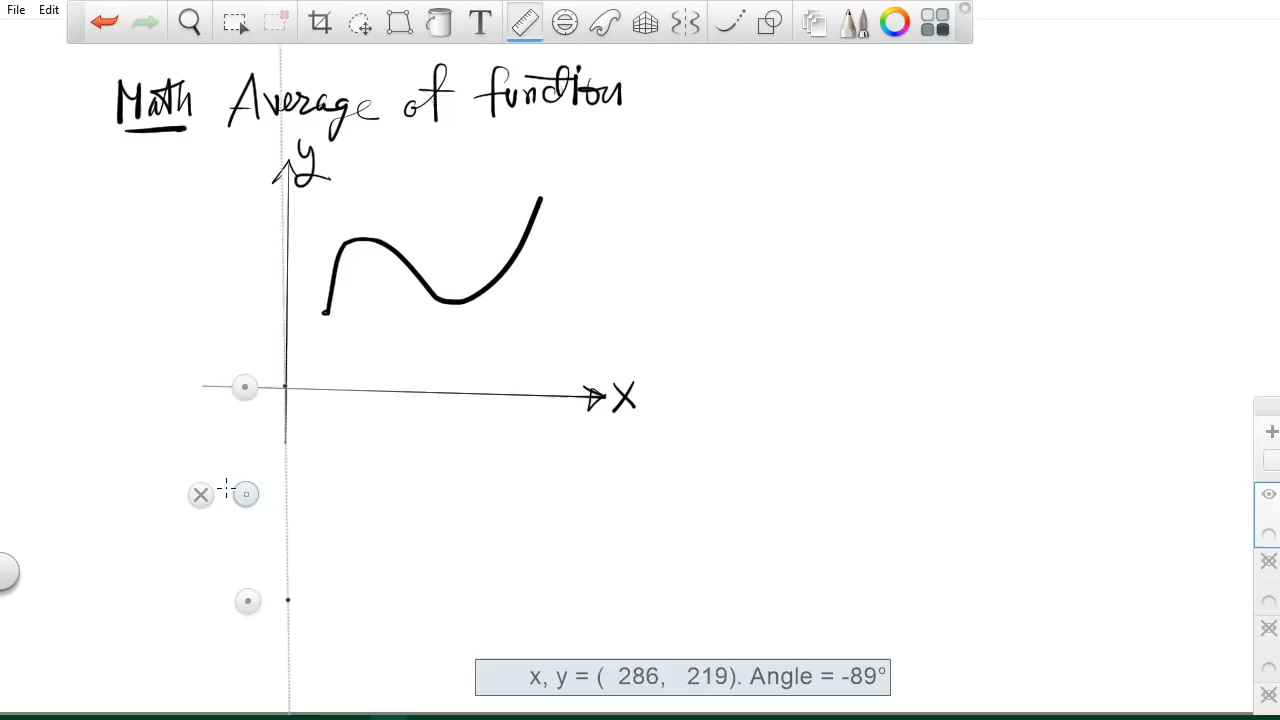 File Edit
T
Math Average of function
y
X
x, y = ( 286, 219). Angle = -89°